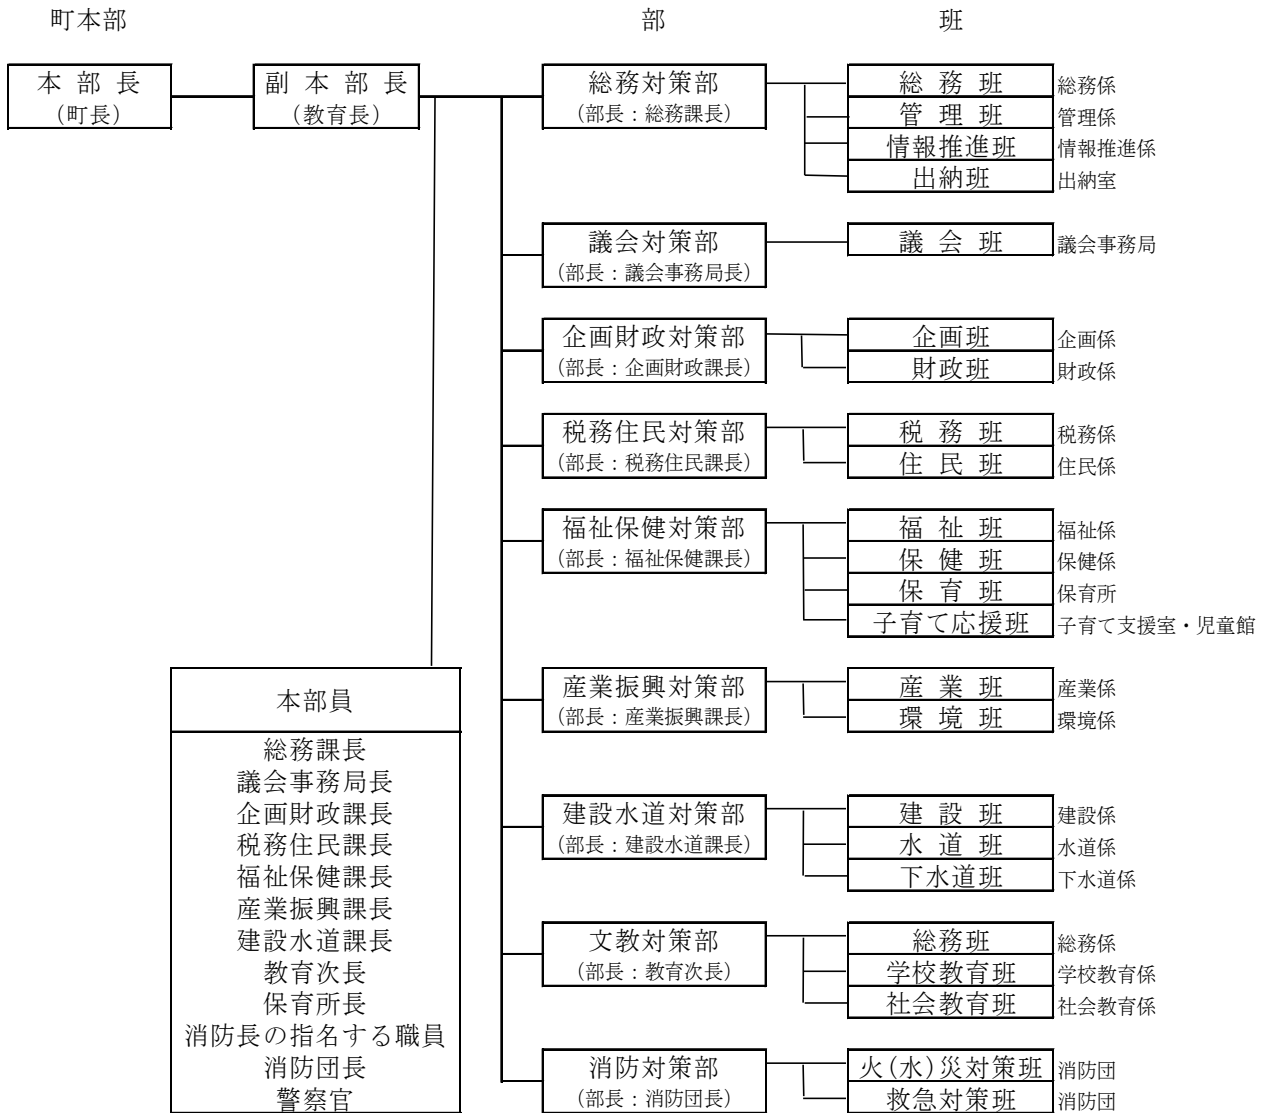 町本部 部 班
本部長
(町長)
副本部長
(教育長)
総務対策部
(部長：総務課長)
総務班 総務係
管理班 管理係
情報推進班 情報推進係
出納班 出納室
議会対策部
(部長：議会事務局長)
議会班 議会事務局
企画財政対策部
(部長：企画財政課長)
企画班 企画係
財政班 財政係
税務住民対策部
(部長：税務住民課長)
税務班 税務係
住民班 住民係
福祉保健対策部
(部長：福祉保健課長)
福祉班 福祉係
保健班 保健係
保育班 保育所
子育て応援班 子育て支援室・児童館
産業振興対策部
(部長：産業振興課長)
産業班 産業係
環境班 環境係
建設水道対策部
(部長：建設水道課長)
建設班 建設係
水道班 水道係
下水道班 下水道係
文教対策部
(部長：教育次長)
総務班 総務係
学校教育班 学校教育係
社会教育班 社会教育係
消防対策部
(部長：消防団長)
火(水)災対策班 消防団
救急対策班 消防団
本部員
総務課長
議会事務局長
企画財政課長
税務住民課長
福祉保健課長
産業振興課長
建設水道課長
教育次長
保育所長
消防長の指名する職員
消防団長
警察官